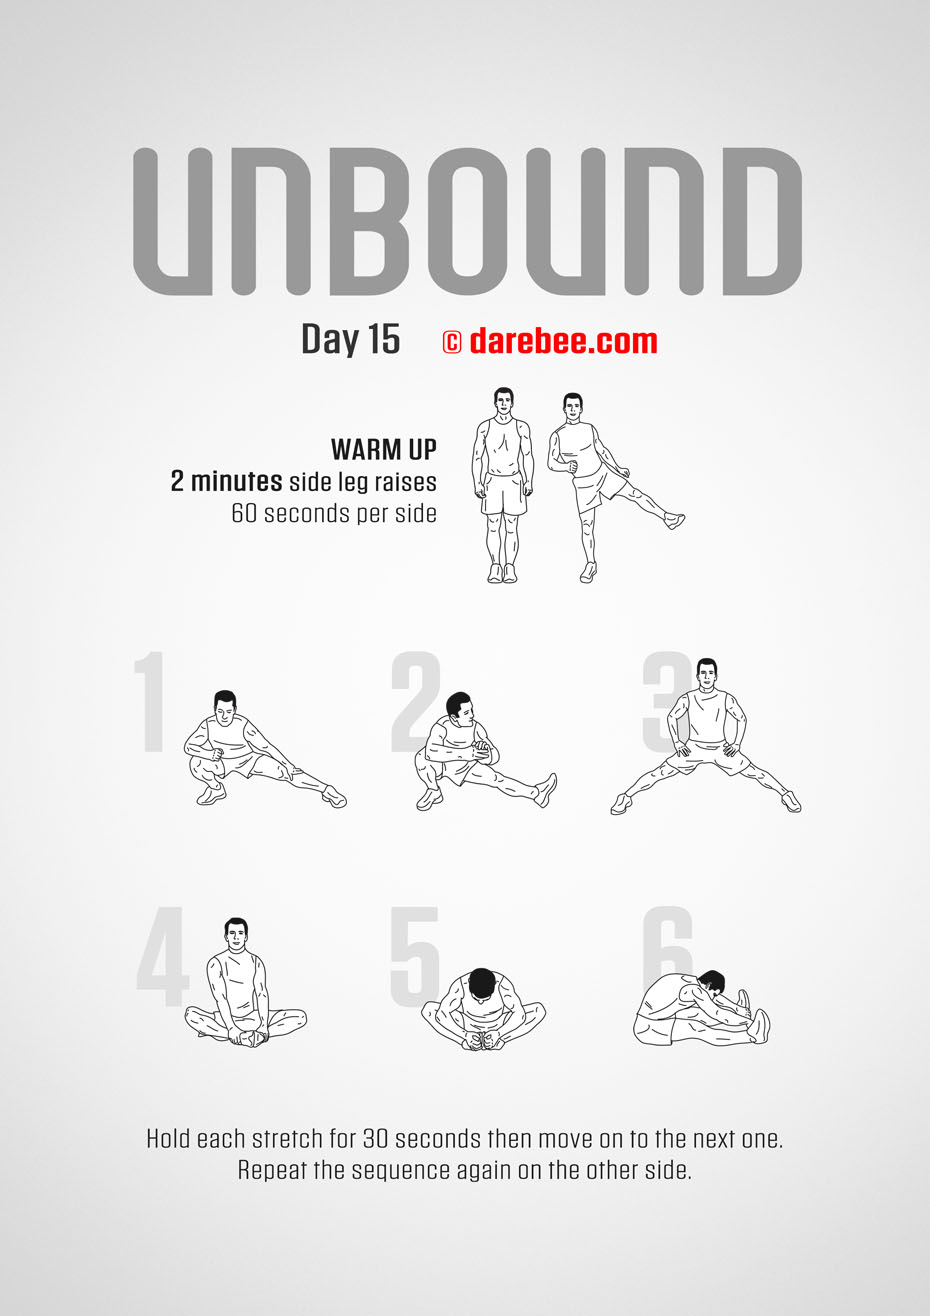 UNBOUND
Day 15 © darebee.com
WARM UP
2 minutes side leg raises
60 seconds per side
1 2 3
4 5 6
Hold each stretch for 30 seconds then move on to the next one.
Repeat the sequence again on the other side.